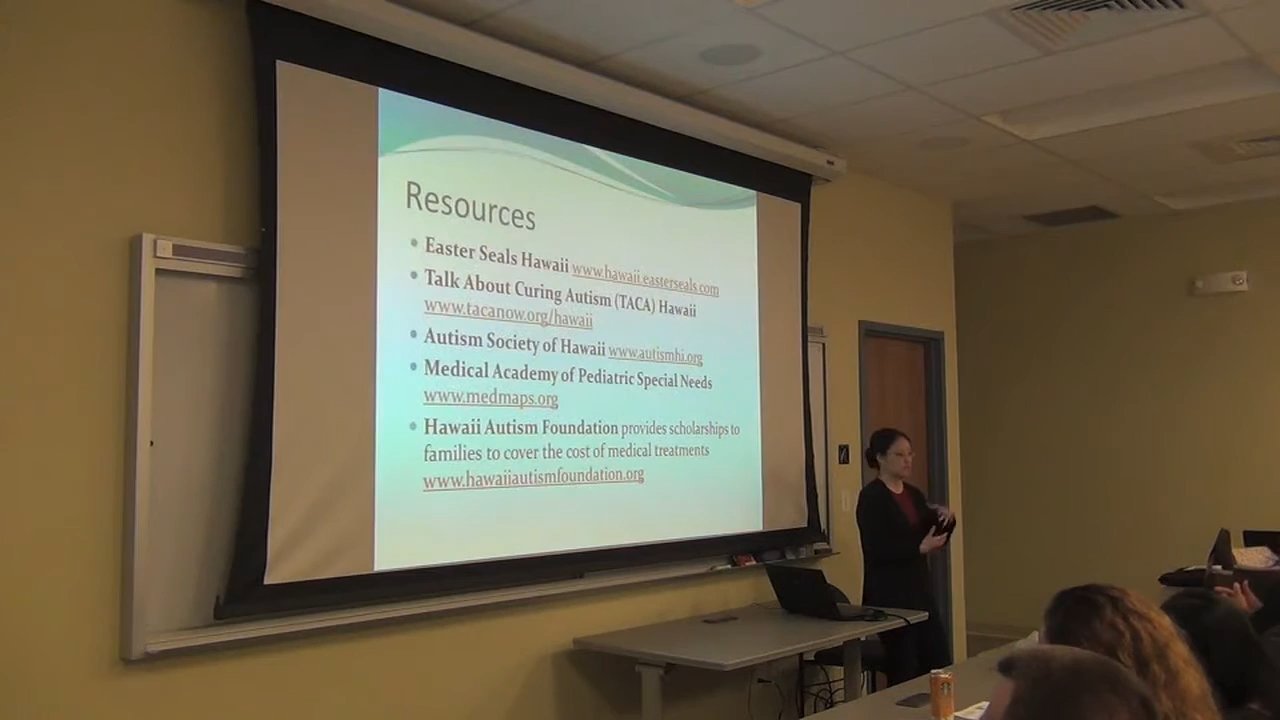 Resources
Easter Seals Hawaii www.hawaii.easterseals.com
Talk About Curing Autism (TACA) Hawaii
www.tacanow.org/hawaii
Autism Society of Hawaii www.autismhi.org
Medical Academy of Pediatric Special Needs
www.medmaps.org
Hawaii Autism Foundation provides scholarships to
families to cover the cost of medical treatments
www.hawaiiautismfoundation.org